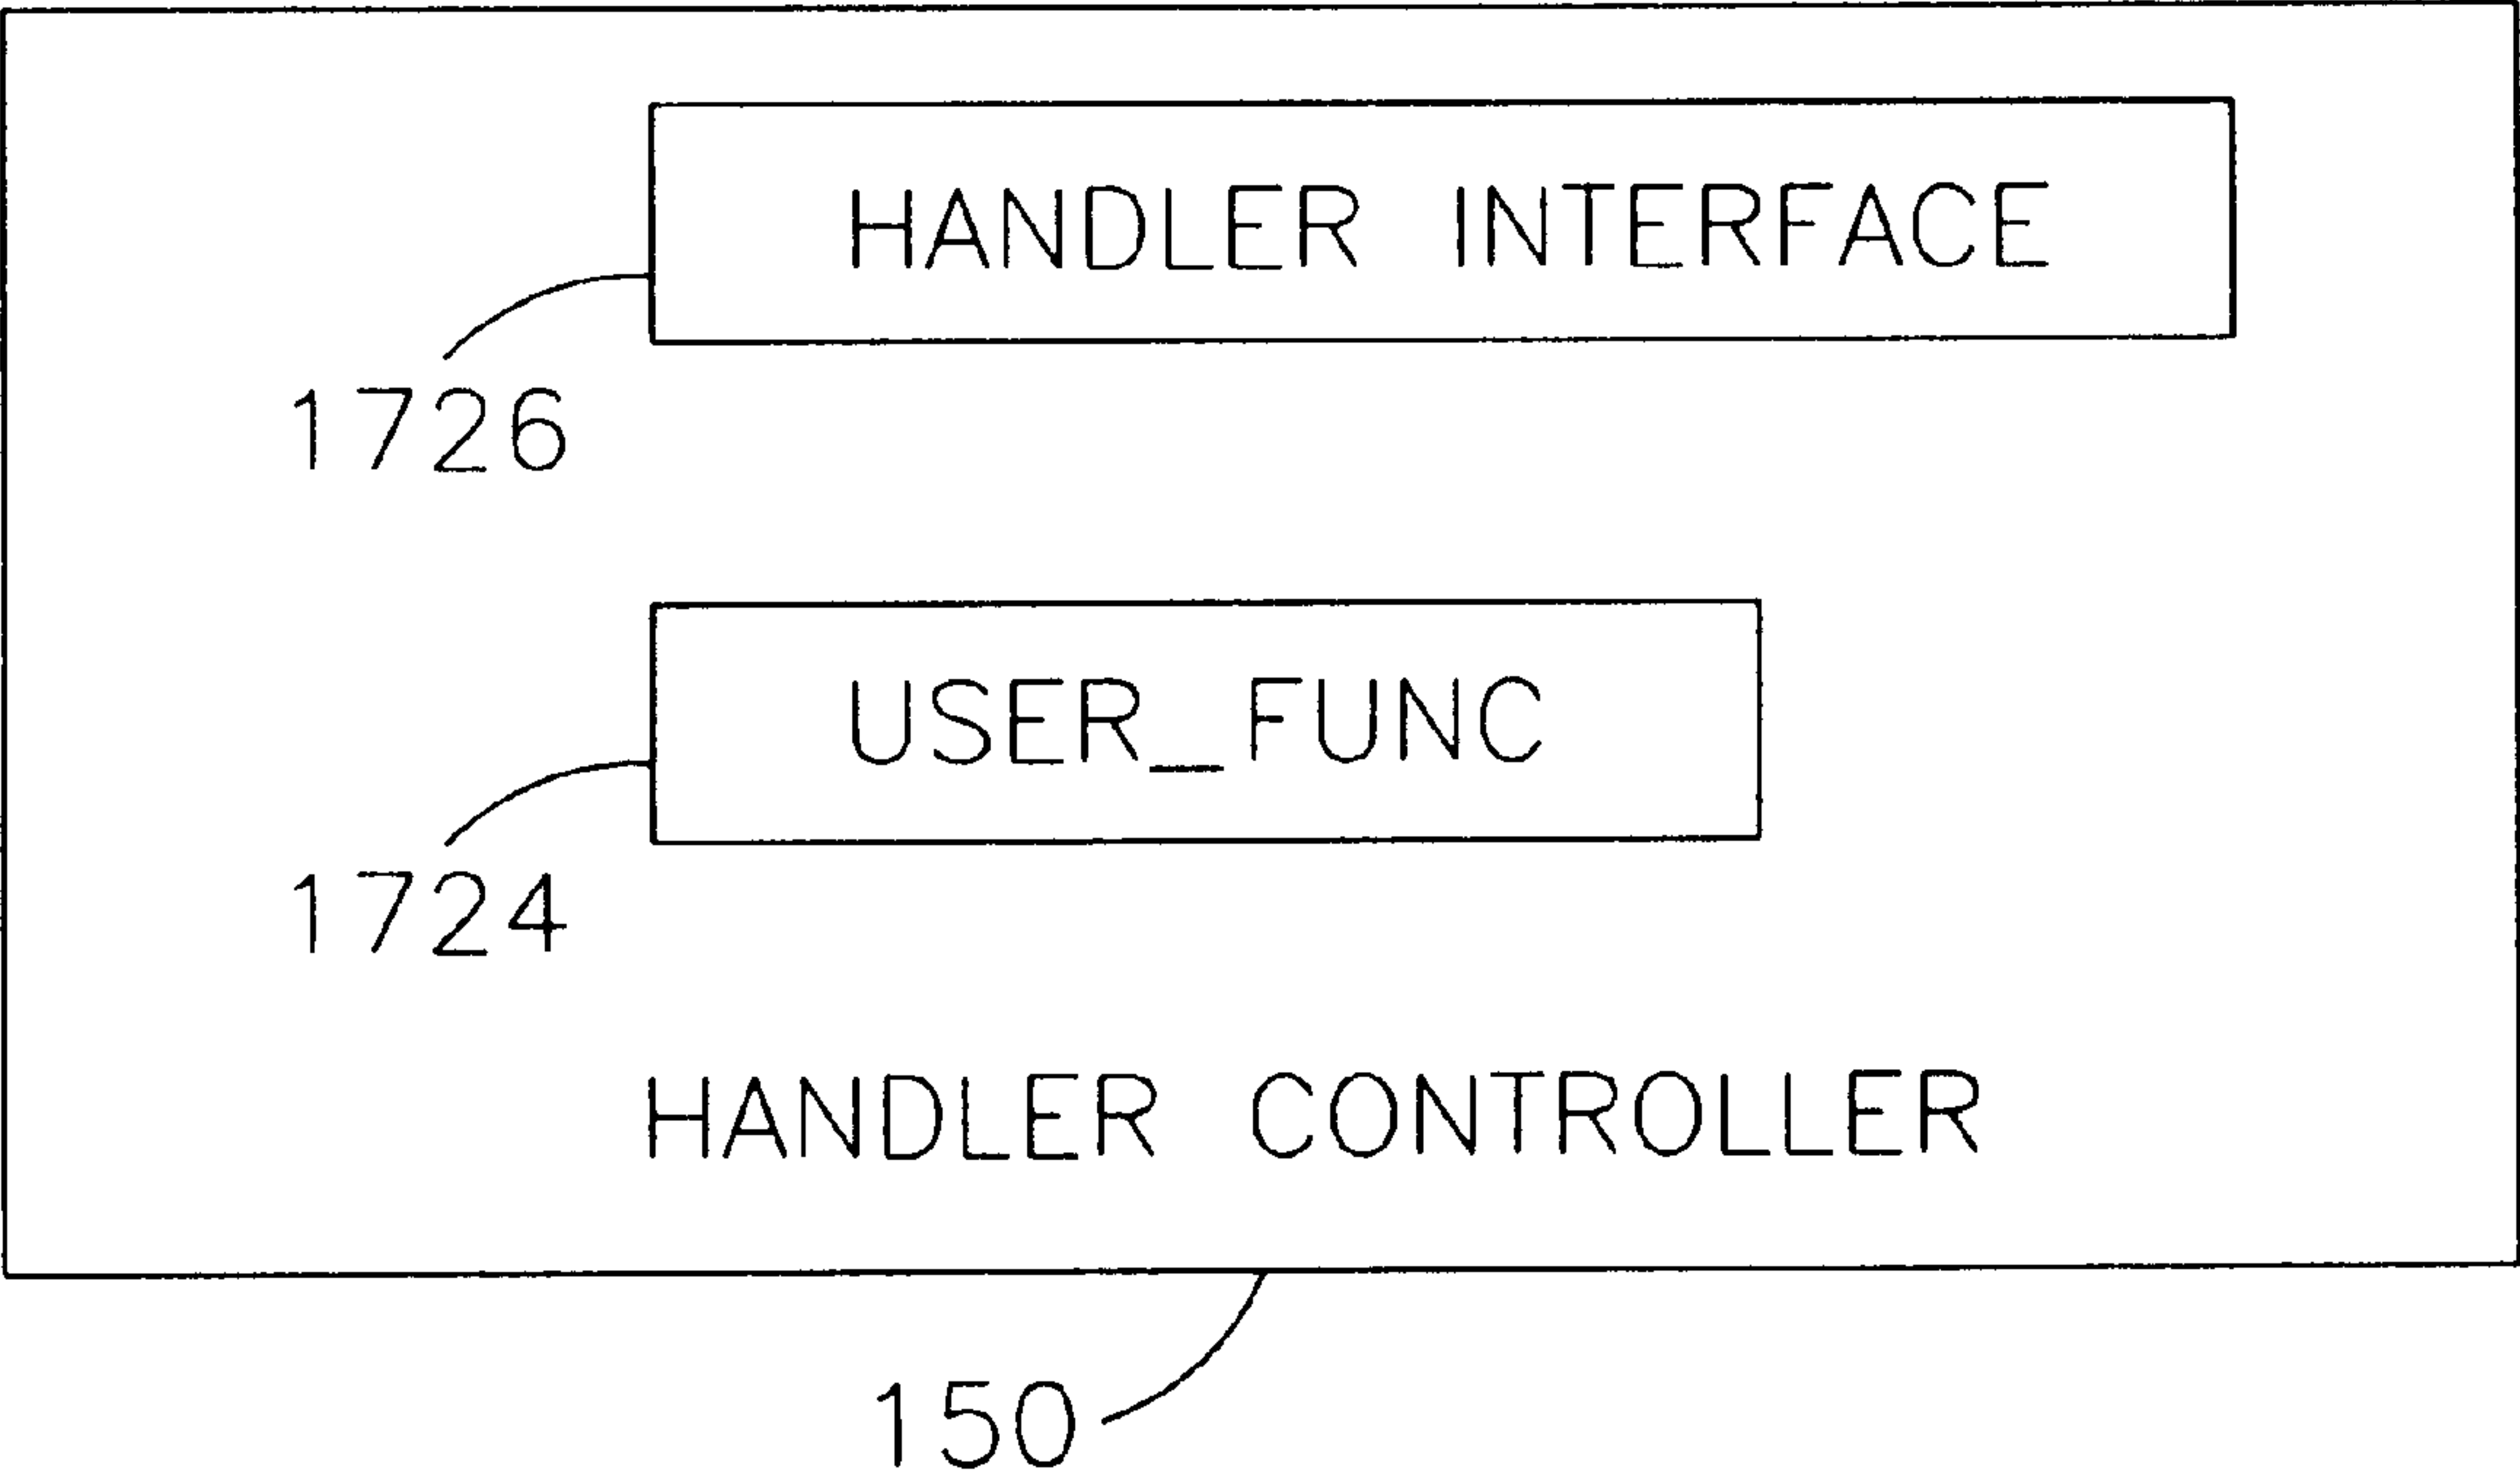 HANDLER INTERFACE
1726
USER_FUNC
1724
HANDLER CONTROLLER
150